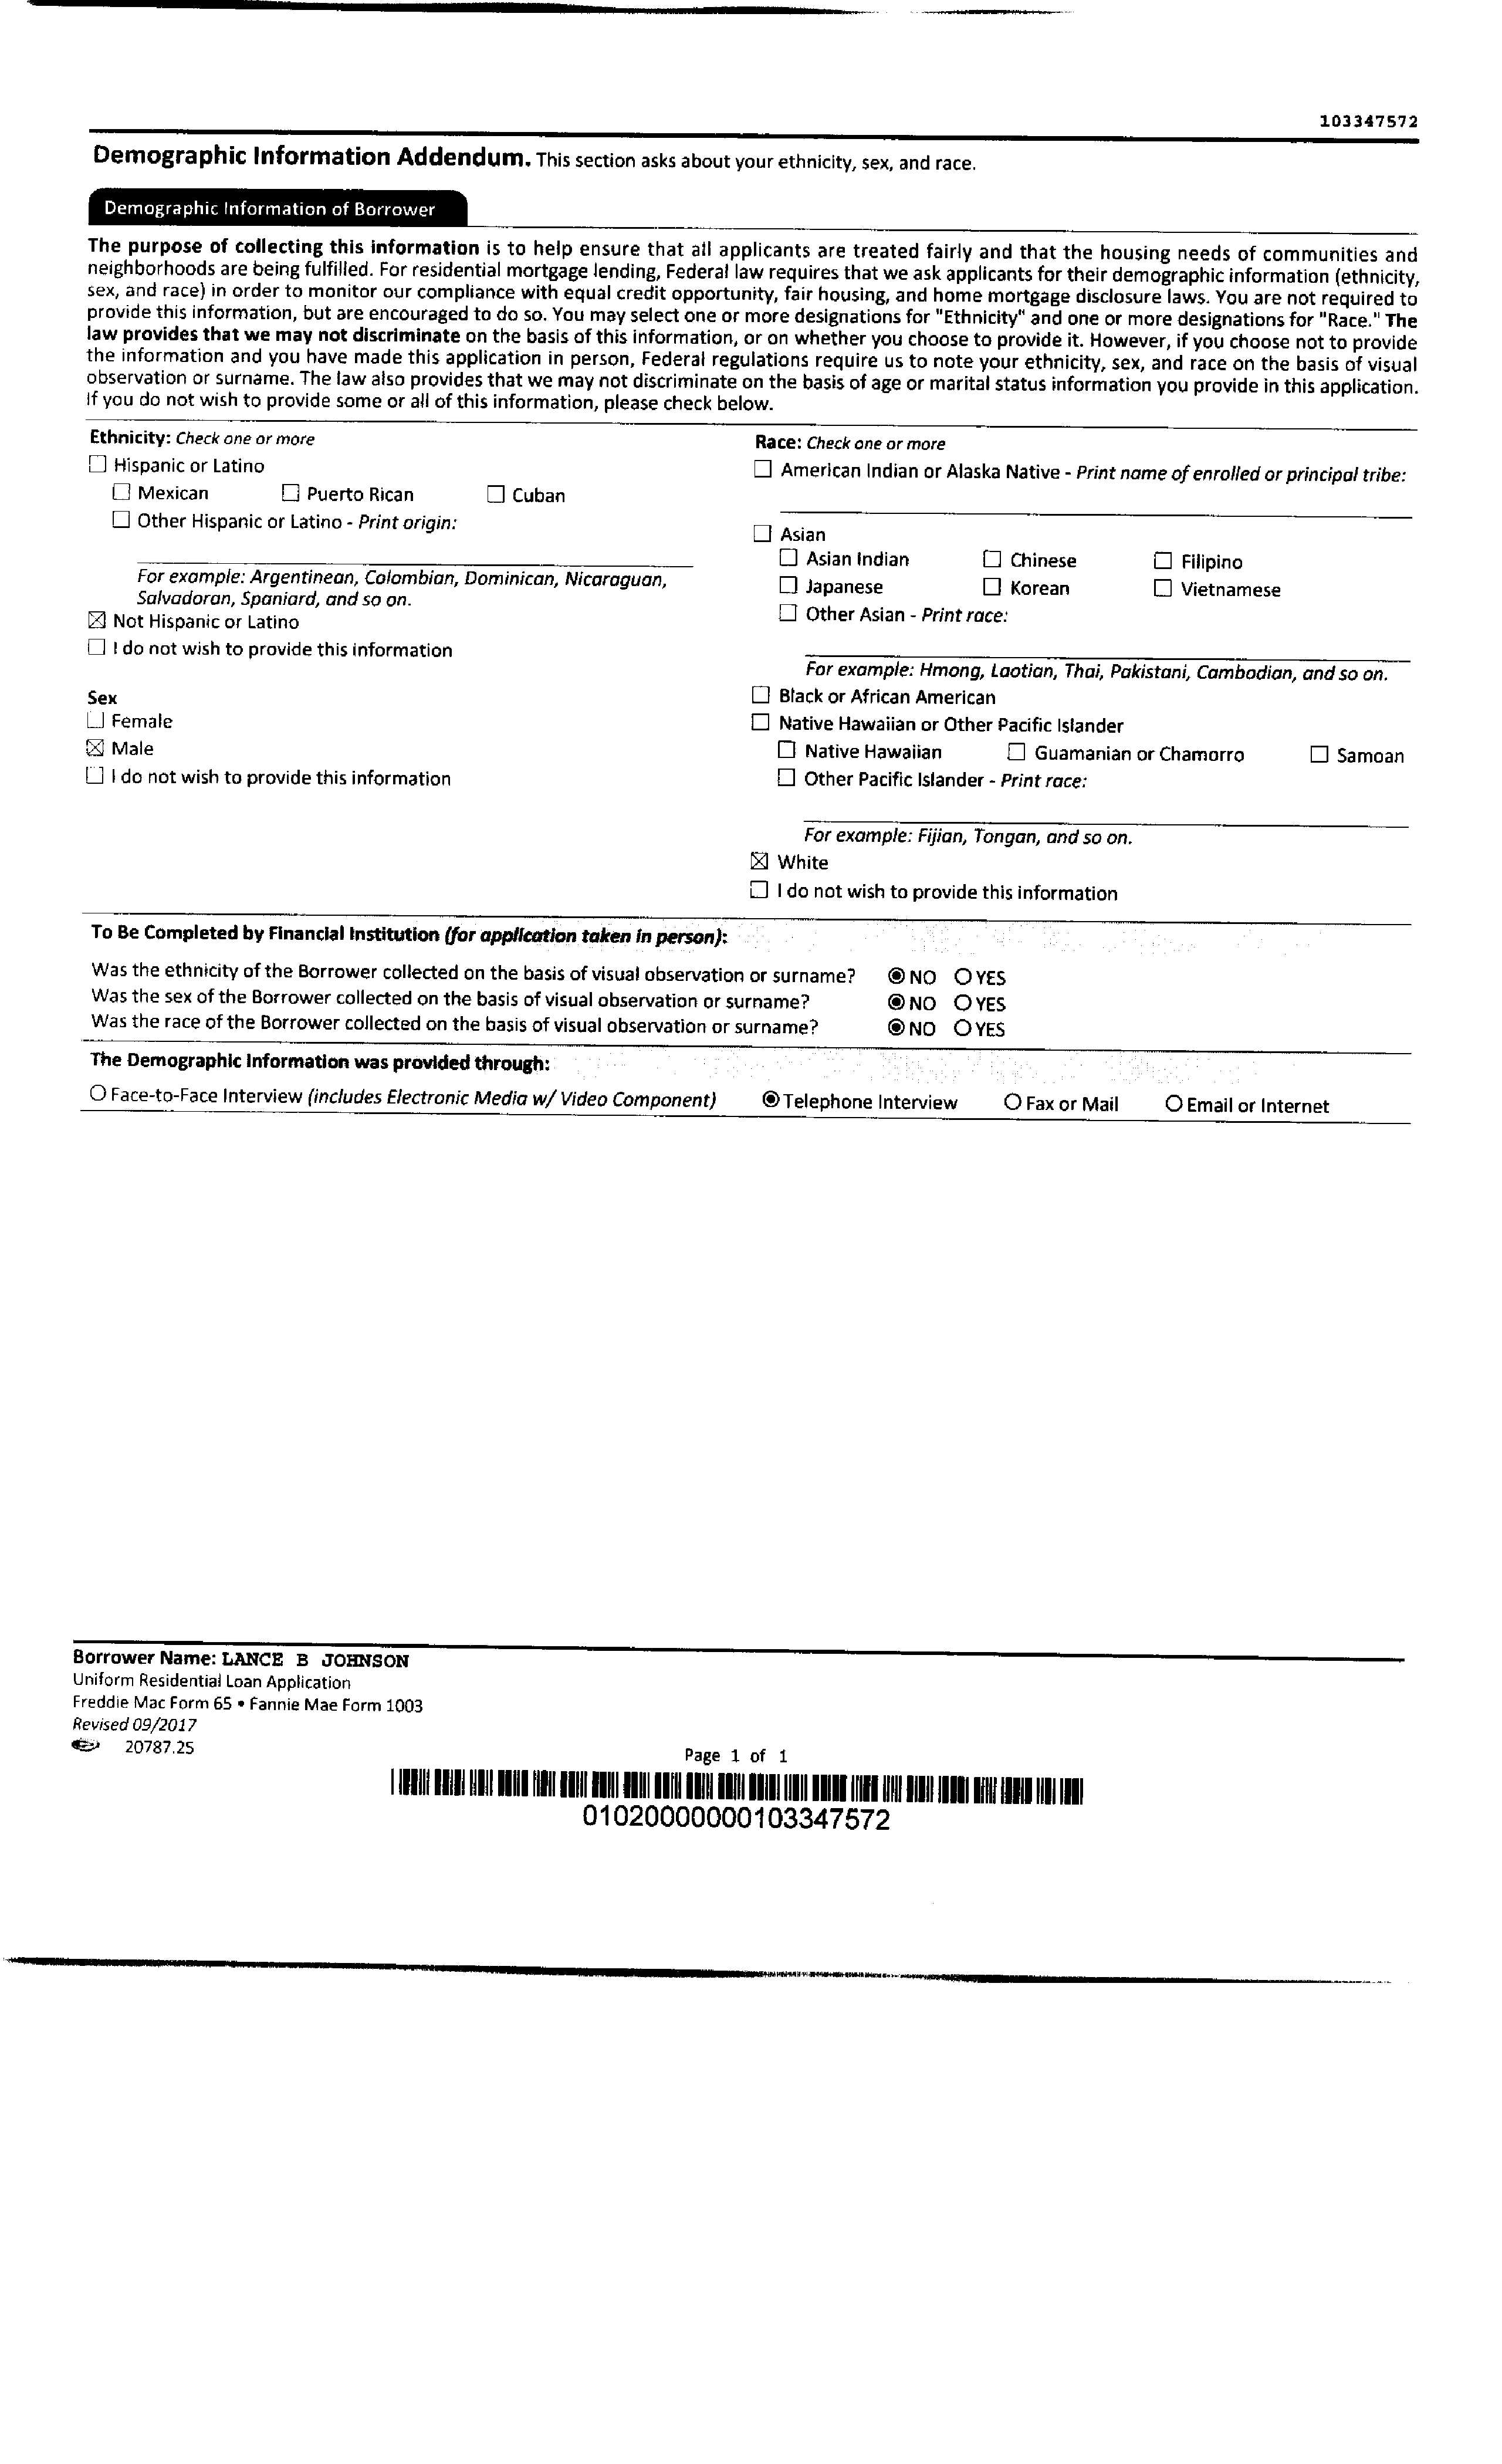 103347572
Demographic Information Addendum. This section asks about your ethnicity, sex, and race.
Demographic Information of Borrower
The purpose of collecting this information is to help ensure that all applicants are treated fairly and that the housing needs of communities and
neighborhoods are being fulfilled. For residential mortgage lending, Federal law requires that we ask applicants for their demographic information (ethnicity,
sex, and race) in order to monitor our compliance with equal credit opportunity, fair housing, and home mortgage disclosure laws. You are not required to
provide this information, but are encouraged to do so. You may select one or more designations for "Ethnicity" and one or more designations for "Race." The
law provides that we may not discriminate on the basis of this information, or on whether you choose to provide it. However, if you choose not to provide
the information and you have made this application in person, Federal regulations require us to note your ethnicity, sex, and race on the basis of visual
observation or surname. The law also provides that we may not discriminate on the basis of age or marital status information you provide in this application.
If you do not wish to provide some or all of this information, please check below.
Ethnicity: Check one or more
☐ Hispanic or Latino
☐ Mexican ☐ Puerto Rican ☐ Cuban
☐ Other Hispanic or Latino - Print origin:
For example: Argentinean, Colombian, Dominican, Nicaraguan,
Salvadoran, Spaniard, and so on.
☒ Not Hispanic or Latino
☐ I do not wish to provide this information
Sex
☐ Female
☒ Male
☐ I do not wish to provide this information
Race: Check one or more
☐ American Indian or Alaska Native - Print name of enrolled or principal tribe:
☐ Asian
☐ Asian Indian ☐ Chinese ☐ Filipino
☐ Japanese ☐ Korean ☐ Vietnamese
☐ Other Asian - Print race:
For example: Hmong, Laotian, Thai, Pakistani, Cambodian, and so on.
☐ Black or African American
☐ Native Hawaiian or Other Pacific Islander
☐ Native Hawaiian ☐ Guamanian or Chamorro ☐ Samoan
☐ Other Pacific Islander - Print race:
For example: Fijian, Tongan, and so on.
☒ White
☐ I do not wish to provide this information
To Be Completed by Financial Institution (for application taken in person):
Was the ethnicity of the Borrower collected on the basis of visual observation or surname? ◉ NO ○ YES
Was the sex of the Borrower collected on the basis of visual observation or surname? ◉ NO ○ YES
Was the race of the Borrower collected on the basis of visual observation or surname? ◉ NO ○ YES
The Demographic Information was provided through:
○ Face-to-Face Interview (includes Electronic Media w/ Video Component) ◉ Telephone Interview ○ Fax or Mail ○ Email or Internet
Borrower Name: LANCE B JOHNSON
Uniform Residential Loan Application
Freddie Mac Form 65 • Fannie Mae Form 1003
Revised 09/2017
20787.25
Page 1 of 1
01020000000103347572